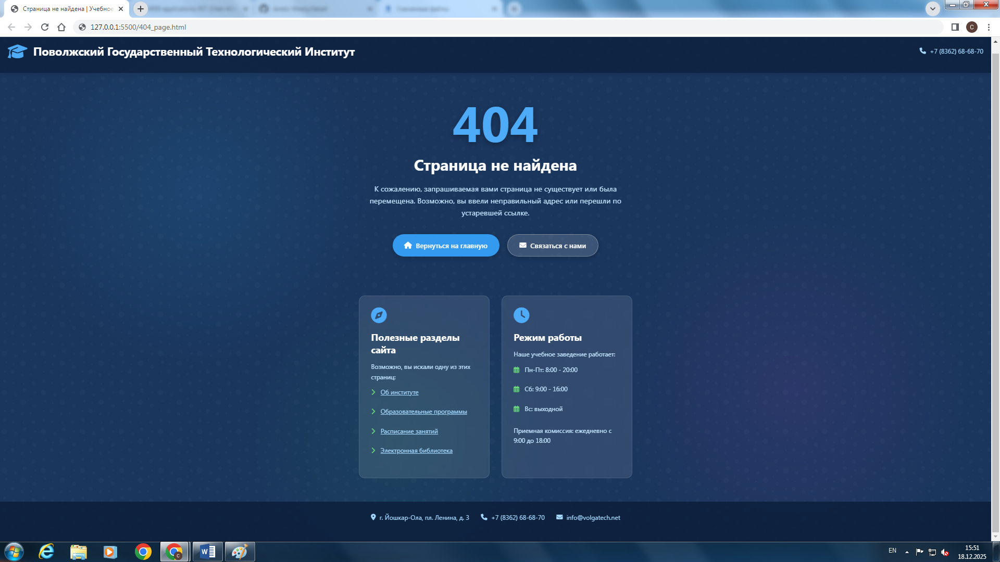 Страница не найдена | Учебное
127.0.0.1:5500/404_page.html
C
Поволжский Государственный Технологический Институт
+7 (8362) 68-68-70
404
Страница не найдена
К сожалению, запрашиваемая вами страница не существует или была
перемещена. Возможно, вы ввели неправильный адрес или перешли по
устаревшей ссылке.
Вернуться на главную
Связаться с нами
Полезные разделы
сайта
Возможно, вы искали одну из этих
страниц:
Об институте
Образовательные программы
Расписание занятий
Электронная библиотека
Режим работы
Наше учебное заведение работает:
Пн-Пт: 8:00 - 20:00
Сб: 9:00 - 16:00
Вс: выходной
Приемная комиссия: ежедневно с
9:00 до 18:00
г. Йошкар-Ола, пл. Ленина, д. 3
+7 (8362) 68-68-70
info@volgatech.net
C
W
EN
15:51
18.12.2025